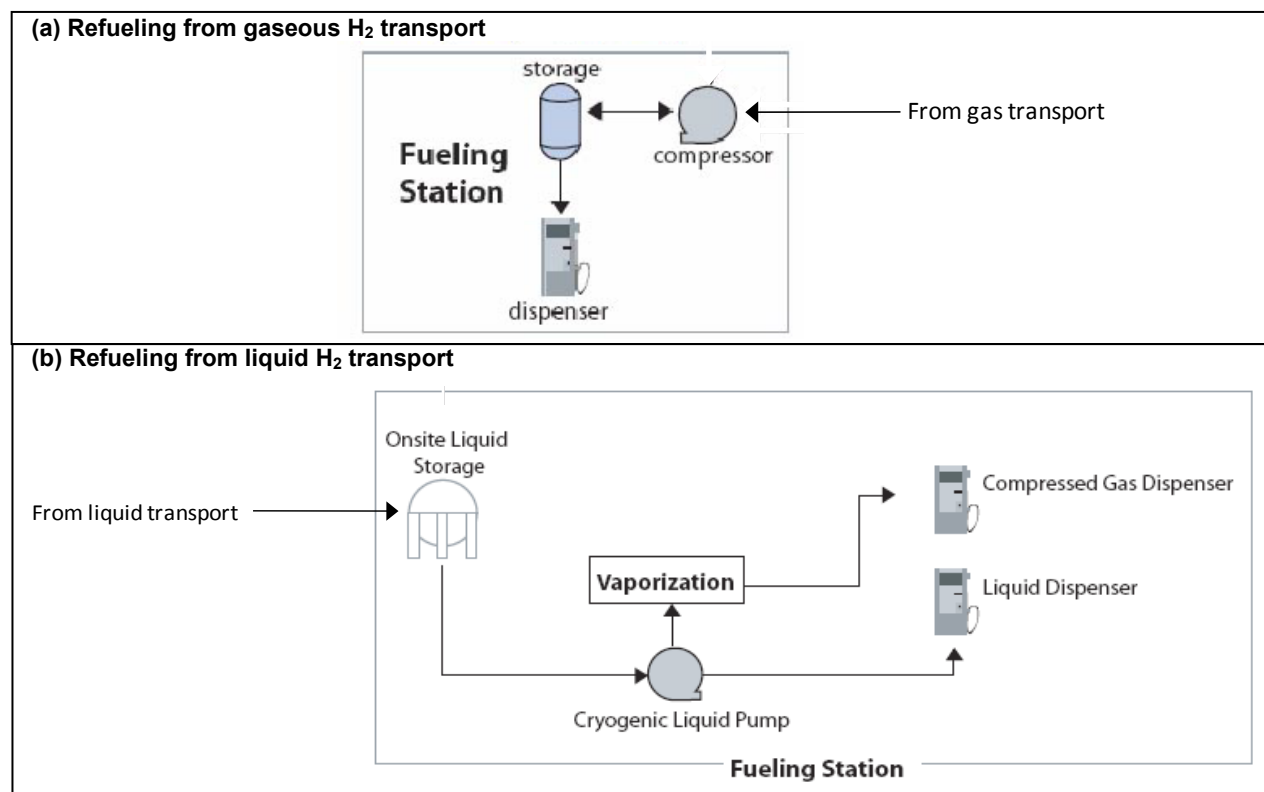 (a) Refueling from gaseous H₂ transport
storage
From gas transport
compressor
Fueling
Station
dispenser
(b) Refueling from liquid H₂ transport
Onsite Liquid
Storage
Compressed Gas Dispenser
From liquid transport
Vaporization
Liquid Dispenser
Cryogenic Liquid Pump
Fueling Station